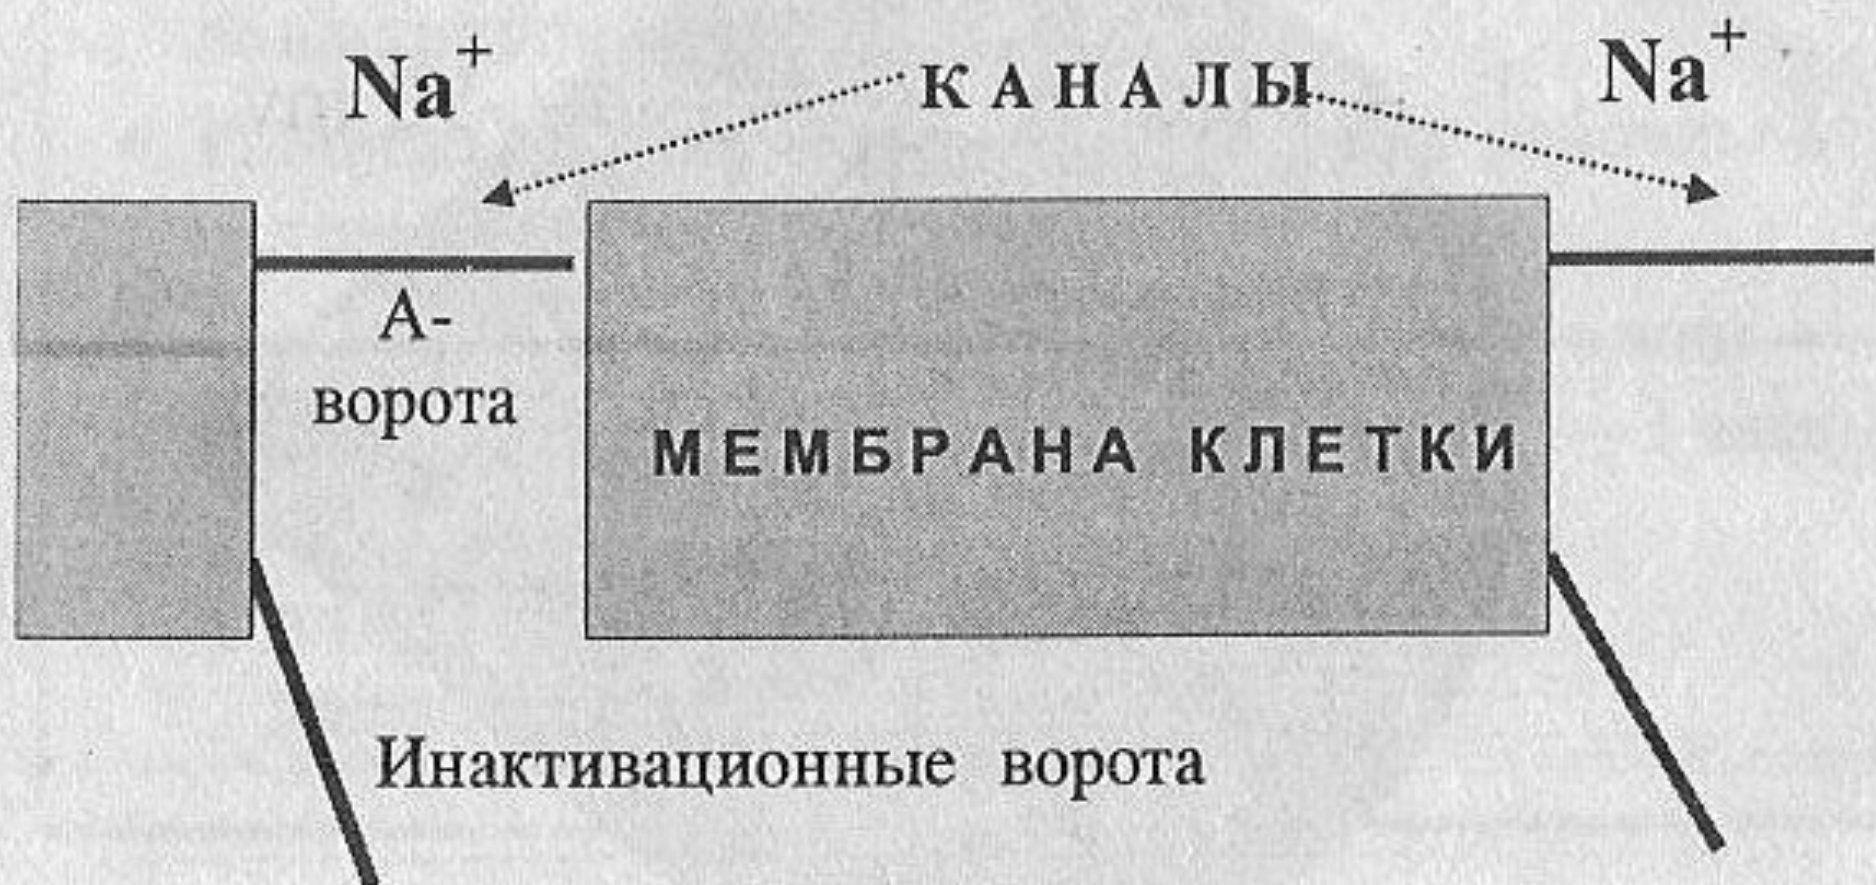 Na+ КАНАЛЫ Na+
А-
ворота
МЕМБРАНА КЛЕТКИ
Инактивационные ворота